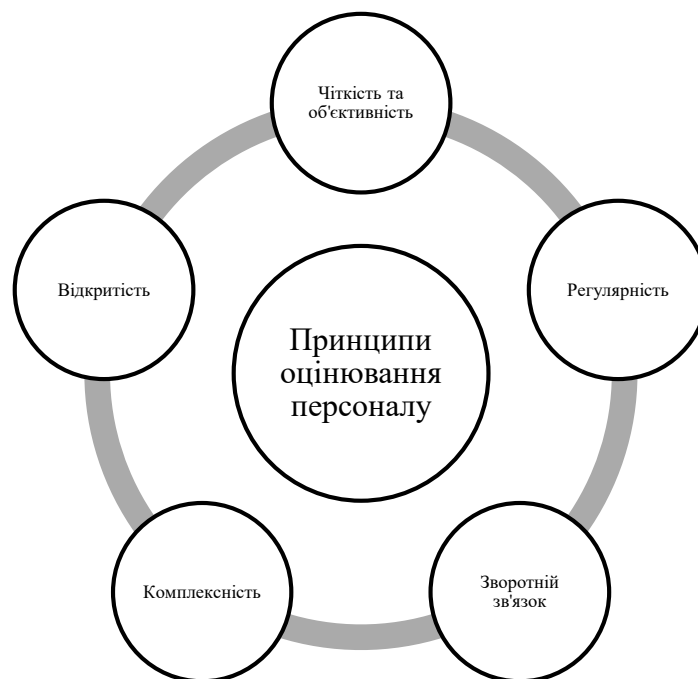 Чіткість та
об'єктивність
Відкритість
Регулярність
Принципи
оцінювання
персоналу
Комплексність
Зворотній
зв'язок